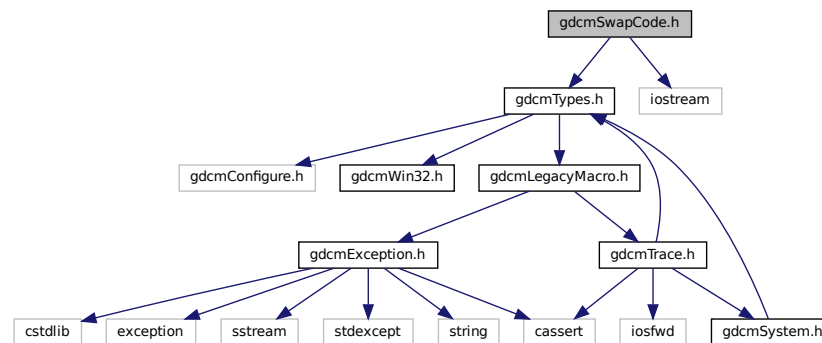 gdcmSwapCode.h
gdcmTypes.h
iostream
gdcmConfigure.h
gdcmWin32.h
gdcmLegacyMacro.h
gdcmException.h
gdcmTrace.h
cstdlib
exception
sstream
stdexcept
string
cassert
iosfwd
gdcmSystem.h